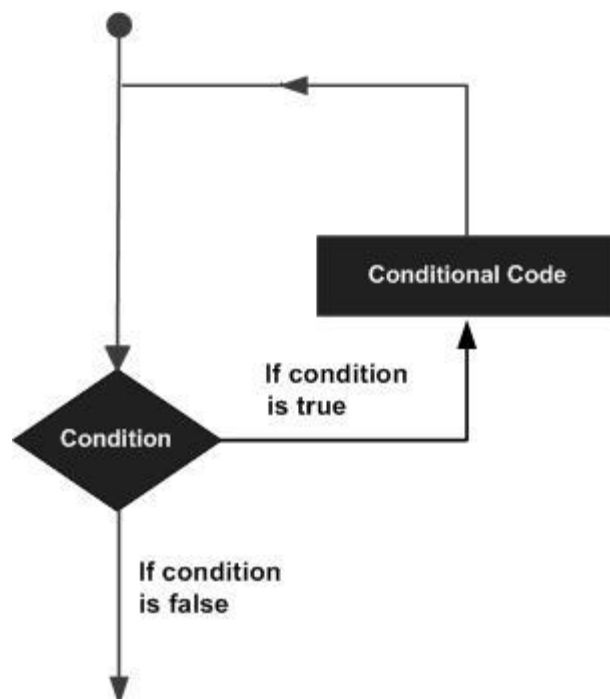 Conditional Code
If condition
is true
Condition
If condition
is false